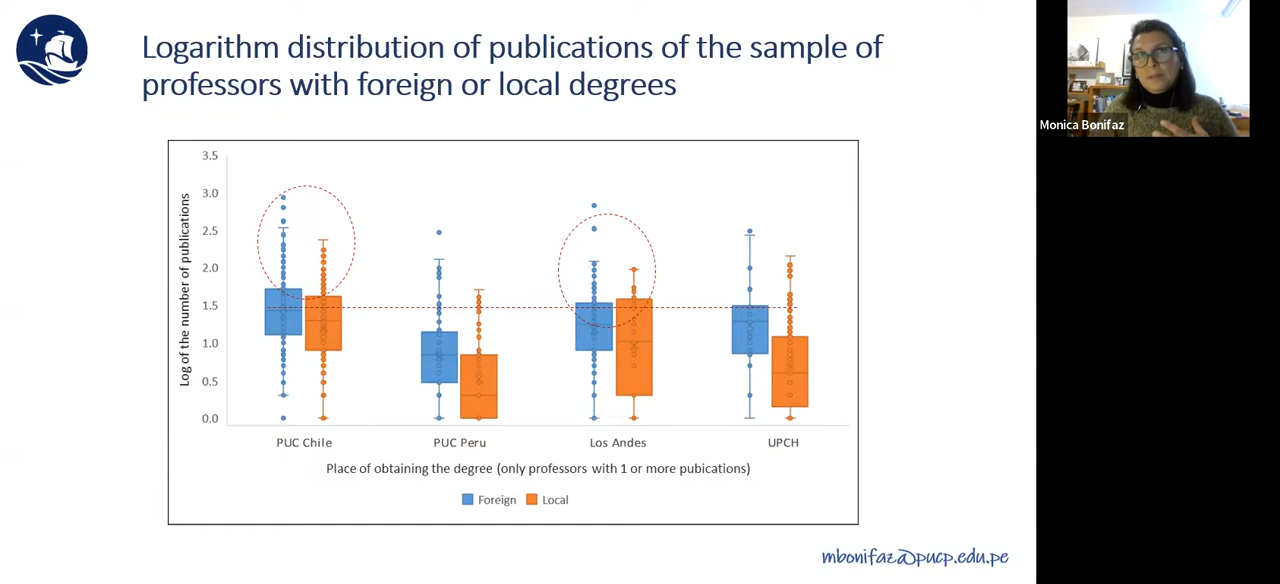 Logarithm distribution of publications of the sample of
professors with foreign or local degrees
Monica Bonifaz
Log of the number of publications
3.5
3.0
2.5
2.0
1.5
1.0
0.5
0.0
PUC Chile PUC Peru Los Andes UPCH
Place of obtaining the degree (only professors with 1 or more pubications)
Foreign Local
mbonifaz@pucp.edu.pe